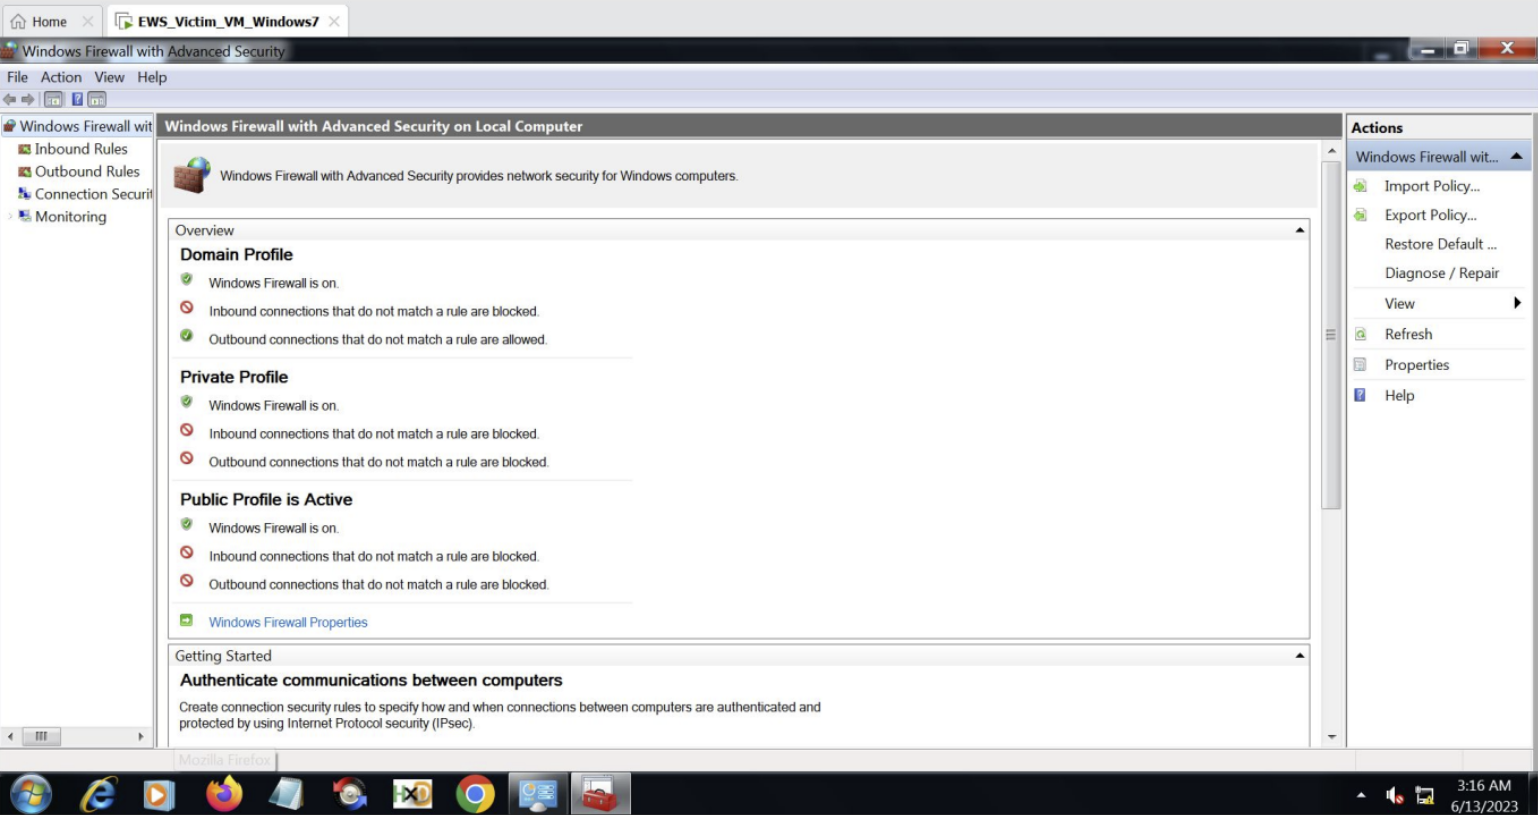 Home
EWS_Victim_VM_Windows7
Windows Firewall with Advanced Security
File Action View Help
Windows Firewall wit
Inbound Rules
Outbound Rules
Connection Securit
Monitoring
Windows Firewall with Advanced Security on Local Computer
Windows Firewall with Advanced Security provides network security for Windows computers.
Overview
Domain Profile
Windows Firewall is on.
Inbound connections that do not match a rule are blocked.
Outbound connections that do not match a rule are allowed.
Private Profile
Windows Firewall is on.
Inbound connections that do not match a rule are blocked.
Outbound connections that do not match a rule are blocked.
Public Profile is Active
Windows Firewall is on.
Inbound connections that do not match a rule are blocked.
Outbound connections that do not match a rule are blocked.
Windows Firewall Properties
Getting Started
Authenticate communications between computers
Create connection security rules to specify how and when connections between computers are authenticated and
protected by using Internet Protocol security (IPsec).
Actions
Windows Firewall wit...
Import Policy...
Export Policy...
Restore Default ...
Diagnose / Repair
View
Refresh
Properties
Help
Mozilla Firefox
HXD
3:16 AM
6/13/2023